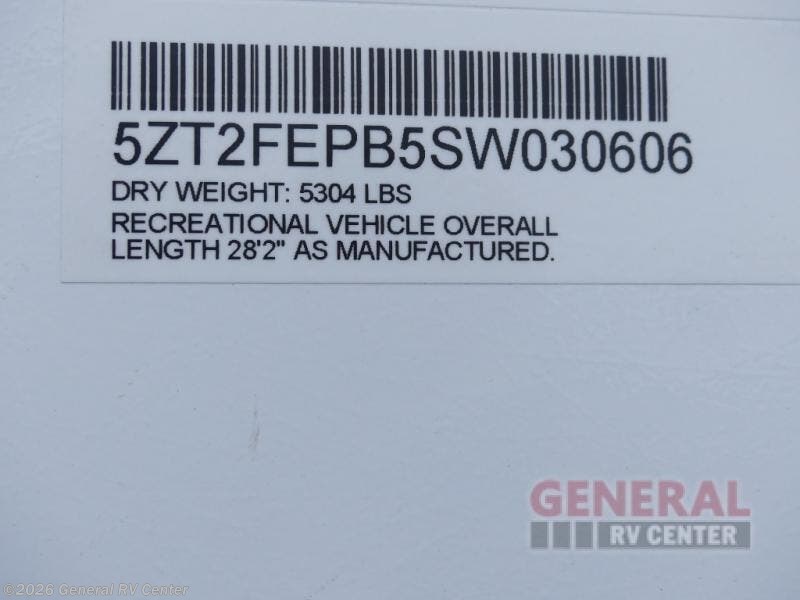 5ZT2FEPB5SW030606
DRY WEIGHT: 5304 LBS
RECREATIONAL VEHICLE OVERALL
LENGTH 28'2" AS MANUFACTURED.
GENERAL
RV CENTER
©2026 General RV Center